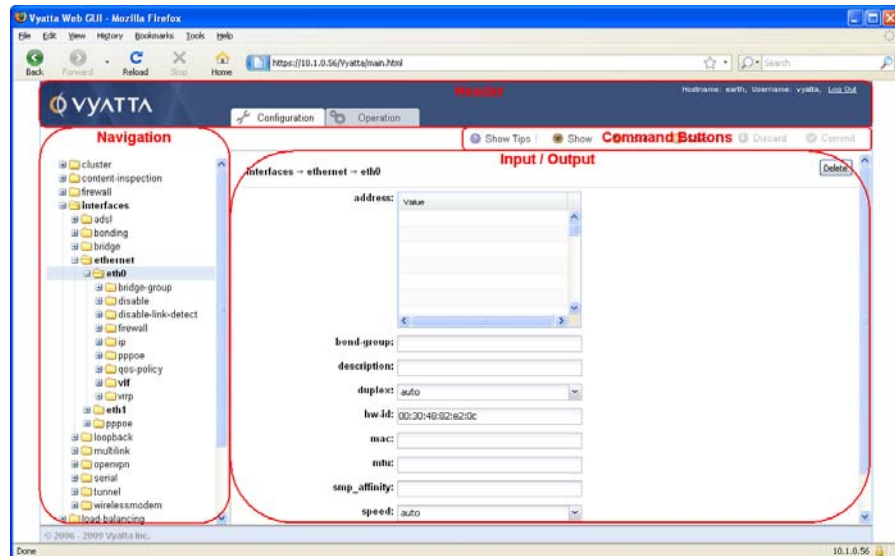 Vyatta Web GUI - Mozilla Firefox
File Edit View History Bookmarks Tools Help
Back Forward Reload Stop Home https://10.1.0.56/Vyatta/main.html Search
Header
Hostname: earth, Username: vyatta, Log Out
VYATTA
Configuration Operation
Navigation
Show Tips Show Command Buttons Discard Commit
Input / Output
interfaces → ethernet → eth0 Delete
cluster
content-inspection
firewall
interfaces
adsl
bonding
bridge
ethernet
eth0
bridge-group
disable
disable-link-detect
firewall
ip
pppoe
qos-policy
vif
vrrp
eth1
pppoe
loopback
multilink
openvpn
serial
tunnel
wirelessmodem
load-balancing
address: Value
bond-group:
description:
duplex: auto
hw-id: 00:30:48:82:e2:0c
mac:
mtu:
smp_affinity:
speed: auto
© 2006 - 2009 Vyatta Inc.
Done 10.1.0.56